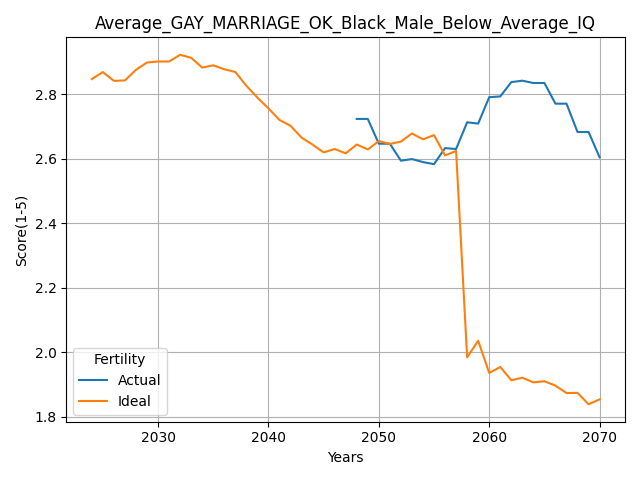 Average_GAY_MARRIAGE_OK_Black_Male_Below_Average_IQ
Score(1-5)
2.8
2.6
2.4
2.2
2.0
1.8
Fertility
Actual
Ideal
2030 2040 2050 2060 2070
Years